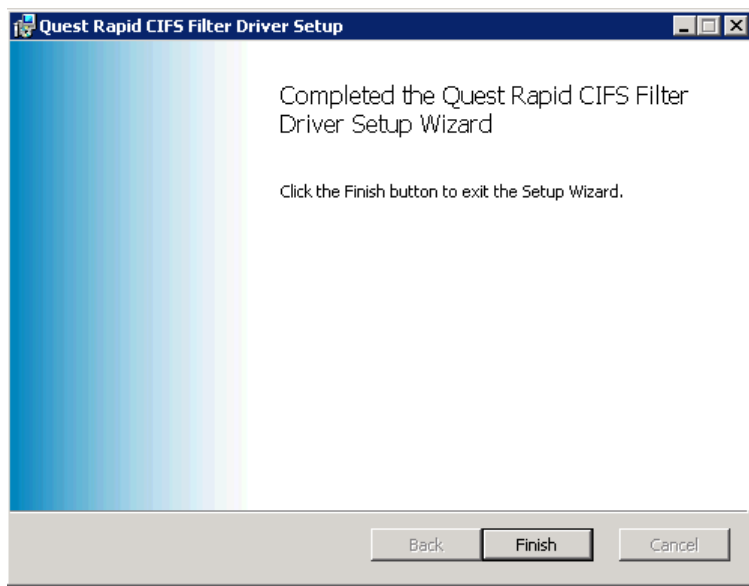 Quest Rapid CIFS Filter Driver Setup
Completed the Quest Rapid CIFS Filter
Driver Setup Wizard
Click the Finish button to exit the Setup Wizard.
Back Finish Cancel